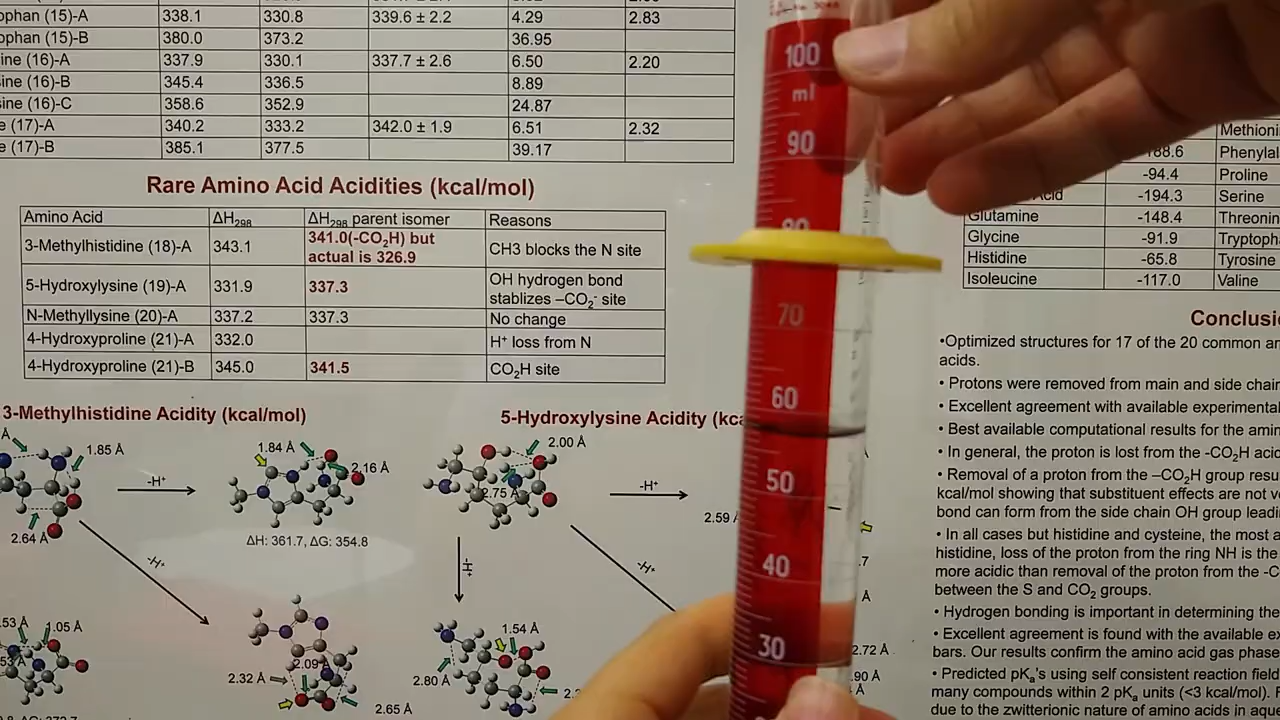 ophan (15)-A 338.1 330.8 339.6 ± 2.2 4.29 2.83
ophan (15)-B 380.0 373.2 36.95
ine (16)-A 337.9 330.1 337.7 ± 2.6 6.50 2.20
sine (16)-B 345.4 336.5 8.89
sine (16)-C 358.6 352.9 24.87
e (17)-A 340.2 333.2 342.0 ± 1.9 6.51 2.32
e (17)-B 385.1 377.5 39.17
Rare Amino Acid Acidities (kcal/mol)
Amino Acid ΔH298 ΔH298 parent isomer Reasons
3-Methylhistidine (18)-A 343.1 341.0(-CO2H) but actual is 326.9 CH3 blocks the N site
5-Hydroxylysine (19)-A 331.9 337.3 OH hydrogen bond stablizes –CO2- site
N-Methyllysine (20)-A 337.2 337.3 No change
4-Hydroxyproline (21)-A 332.0 H+ loss from N
4-Hydroxyproline (21)-B 345.0 341.5 CO2H site
3-Methylhistidine Acidity (kcal/mol)
5-Hydroxylysine Acidity (kca
Å
1.85 Å
1.84 Å
2.16 Å
2.00 Å
2.75 Å
-H+
-H+
2.59
2.64 Å
ΔH: 361.7, ΔG: 354.8
-H+
-H+
-H+
.53 1.05 Å
2.09
2.32 Å
2.65 Å
1.54 Å
2.80 Å
2.72 Å
.90 Å
Å
100
ml
90
80
70
60
50
40
30
Methioni
188.6 Phenylal
-94.4 Proline
Acid -194.3 Serine
Glutamine -148.4 Threonin
Glycine -91.9 Tryptoph
Histidine -65.8 Tyrosine
Isoleucine -117.0 Valine
Conclusi
•Optimized structures for 17 of the 20 common an
acids.
• Protons were removed from main and side chain
• Excellent agreement with available experimental
• Best available computational results for the amin
• In general, the proton is lost from the -CO2H acid
• Removal of a proton from the –CO2H group resu
kcal/mol showing that substituent effects are not v
bond can form from the side chain OH group leadi
• In all cases but histidine and cysteine, the most a
histidine, loss of the proton from the ring NH is the
more acidic than removal of the proton from the -C
between the S and CO2 groups.
• Hydrogen bonding is important in determining the
• Excellent agreement is found with the available ex
bars. Our results confirm the amino acid gas phase
• Predicted pKa's using self consistent reaction field
many compounds within 2 pKa units (<3 kcal/mol). F
due to the zwitterionic nature of amino acids in aque